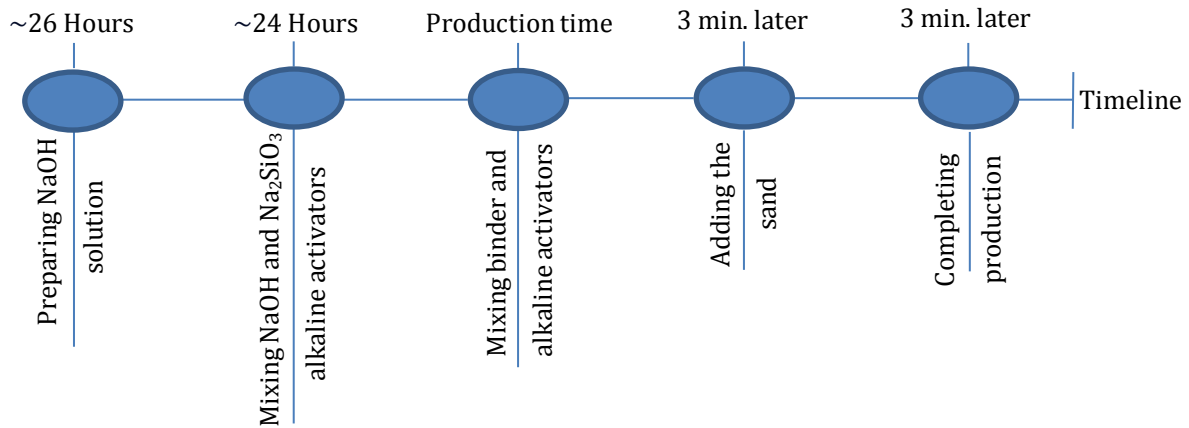 ~26 Hours
~24 Hours
Production time
3 min. later
3 min. later
Timeline
Preparing NaOH
solution
Mixing NaOH and Na₂SiO₃
alkaline activators
Mixing binder and
alkaline activators
Adding the
sand
Completing
production